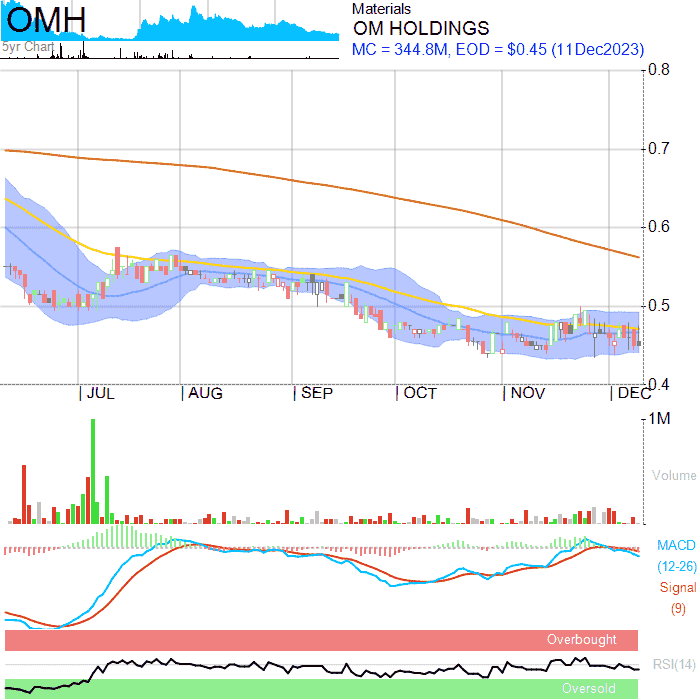 OMH
5yr Chart
Materials
OM HOLDINGS
MC = 344.8M, EOD = $0.45 (11Dec2023)
0.8
0.7
0.6
0.5
0.4
JUL AUG SEP OCT NOV DEC
1M
Volume
MACD
(12-26)
Signal
(9)
Overbought
RSI(14)
Oversold